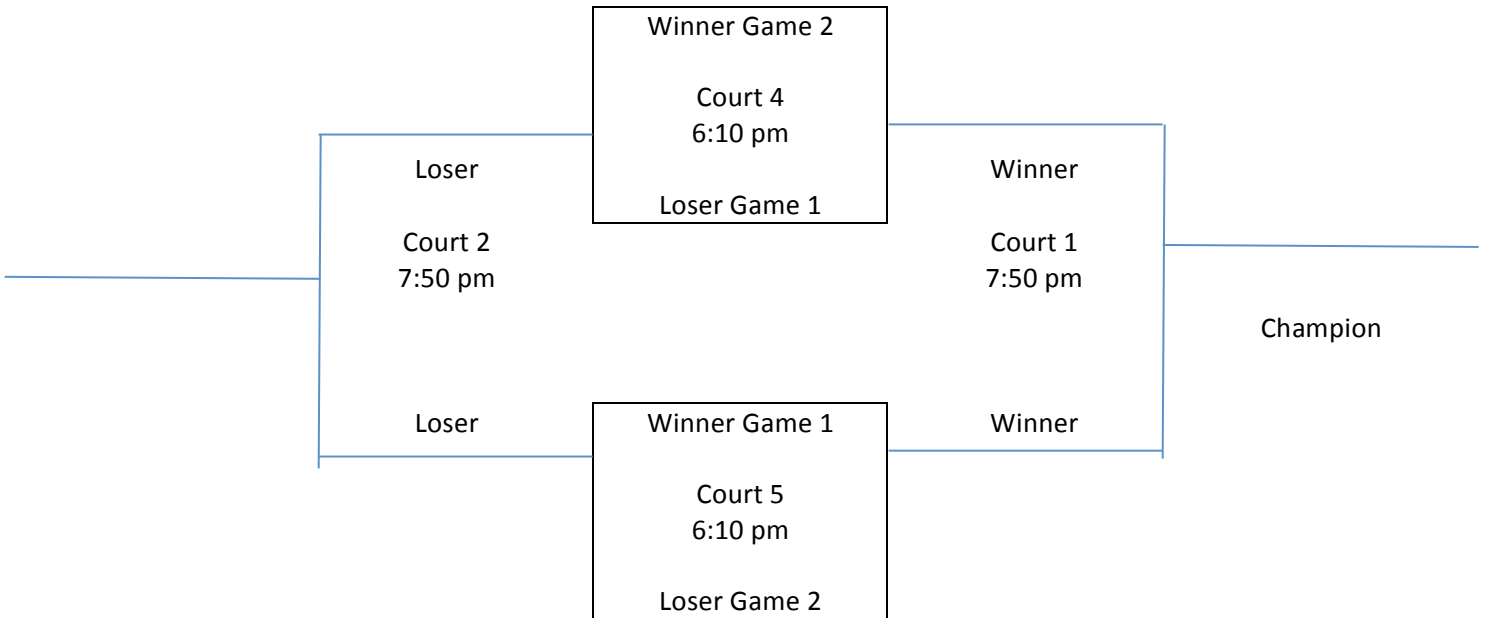 Winner Game 2
Court 4
6:10 pm
Loser Game 1
Loser
Court 2
7:50 pm
Loser
Winner
Court 1
7:50 pm
Winner
Champion
Winner Game 1
Court 5
6:10 pm
Loser Game 2